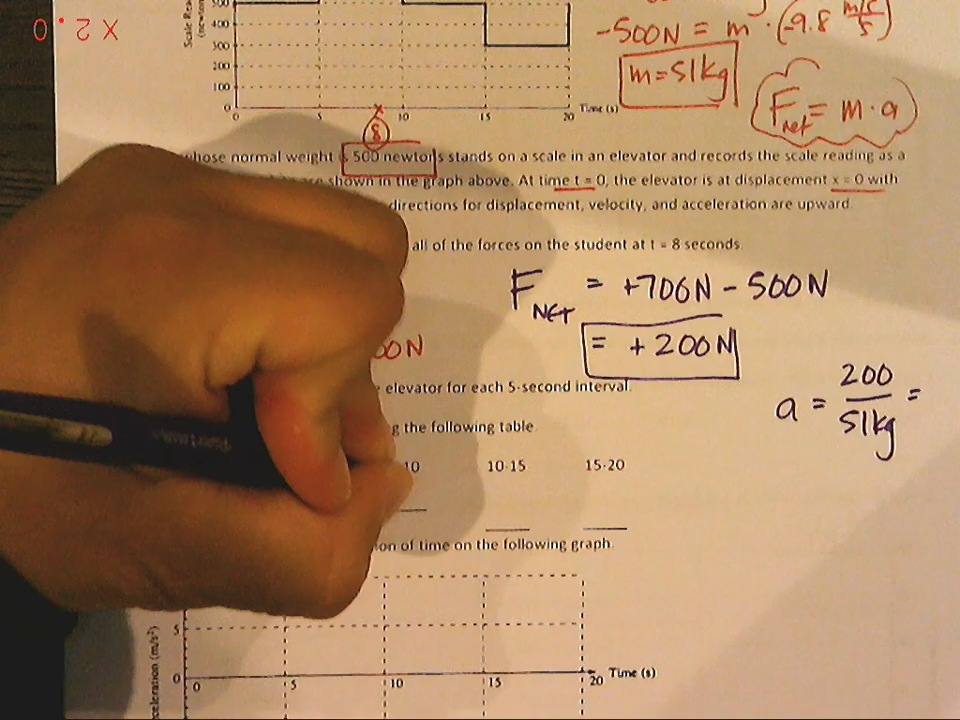 X 2.0
Scale Re
(newton
500
400
300
200
100
0
0 5 10 15 20
Time (s)
8
-500N = m · (-9.8 m/s/s)
m = 51kg
Fnet = m · a
hose normal weight is 500 newtons stands on a scale in an elevator and records the scale reading as a
are shown in the graph above. At time t = 0, the elevator is at displacement x = 0 with
directions for displacement, velocity, and acceleration are upward.
all of the forces on the student at t = 8 seconds.
FNET = +700N - 500N
= +200N
00N
a = 200/51kg =
elevator for each 5-second interval.
g the following table.
10 10-15 15-20
on of time on the following graph.
celeration (m/s²)
5
0
0 5 10 15 20
Time (s)